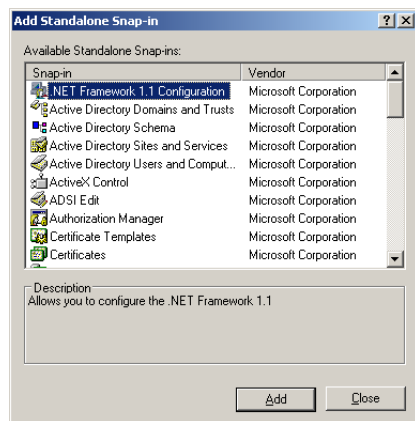 Add Standalone Snap-in
Available Standalone Snap-ins:
Snap-in Vendor
.NET Framework 1.1 Configuration Microsoft Corporation
Active Directory Domains and Trusts Microsoft Corporation
Active Directory Schema Microsoft Corporation
Active Directory Sites and Services Microsoft Corporation
Active Directory Users and Comput... Microsoft Corporation
ActiveX Control Microsoft Corporation
ADSI Edit Microsoft Corporation
Authorization Manager Microsoft Corporation
Certificate Templates Microsoft Corporation
Certificates Microsoft Corporation
Description
Allows you to configure the .NET Framework 1.1
Add Close